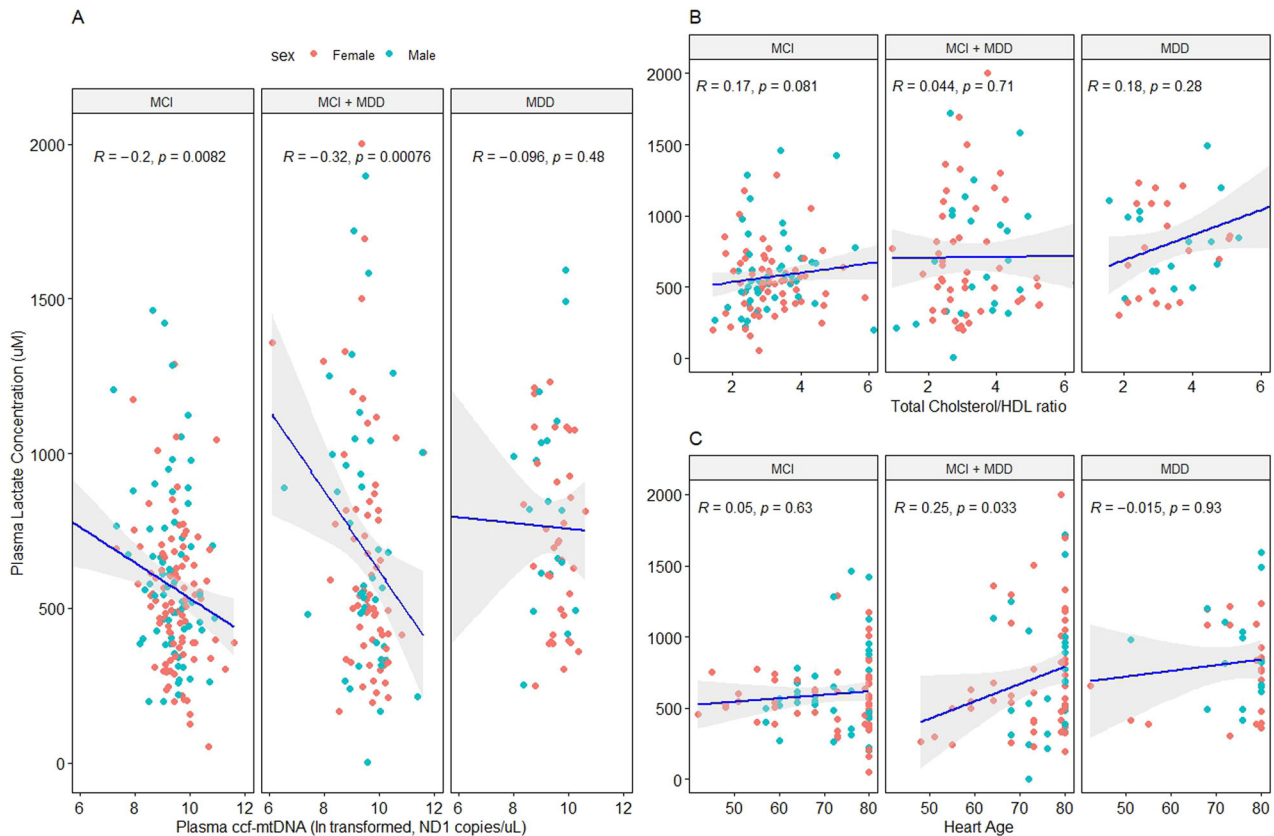 A
sex Female Male
MCI MCI + MDD MDD
R = −0.2, p = 0.0082 R = −0.32, p = 0.00076 R = −0.096, p = 0.48
2000
1500
1000
500
0
Plasma Lactate Concentration (uM)
6 8 10 12 6 8 10 12 6 8 10 12
Plasma ccf-mtDNA (ln transformed, ND1 copies/uL)
B
MCI MCI + MDD MDD
R = 0.17, p = 0.081 R = 0.044, p = 0.71 R = 0.18, p = 0.28
2000
1500
1000
500
0
2 4 6 2 4 6 2 4 6
Total Cholsterol/HDL ratio
C
MCI MCI + MDD MDD
R = 0.05, p = 0.63 R = 0.25, p = 0.033 R = −0.015, p = 0.93
2000
1500
1000
500
0
50 60 70 80 50 60 70 80 50 60 70 80
Heart Age